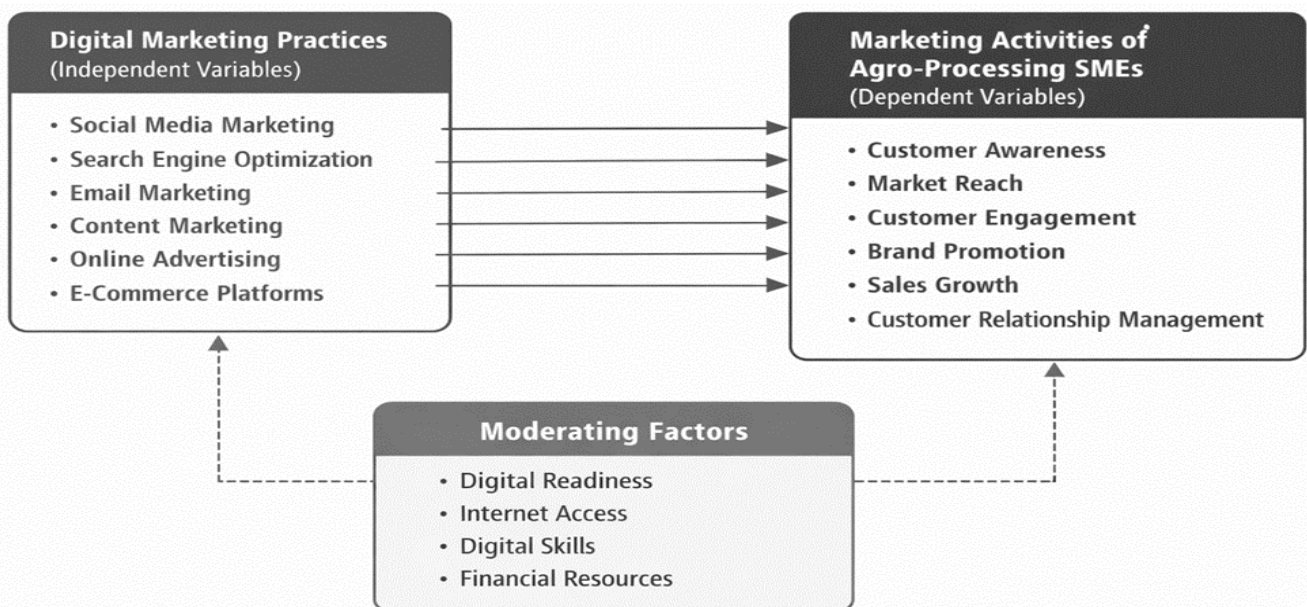 Digital Marketing Practices
(Independent Variables)
• Social Media Marketing
• Search Engine Optimization
• Email Marketing
• Content Marketing
• Online Advertising
• E-Commerce Platforms
Marketing Activities of
Agro-Processing SMEs
(Dependent Variables)
• Customer Awareness
• Market Reach
• Customer Engagement
• Brand Promotion
• Sales Growth
• Customer Relationship Management
Moderating Factors
• Digital Readiness
• Internet Access
• Digital Skills
• Financial Resources